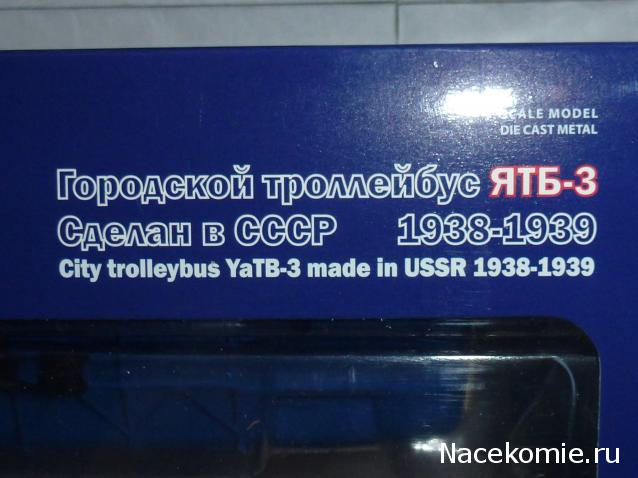 SCALE MODEL
DIE CAST METAL
Городской троллейбус ЯТБ-3
Сделан в СССР 1938-1939
City trolleybus YaTB-3 made in USSR 1938-1939
Nacekomie.ru